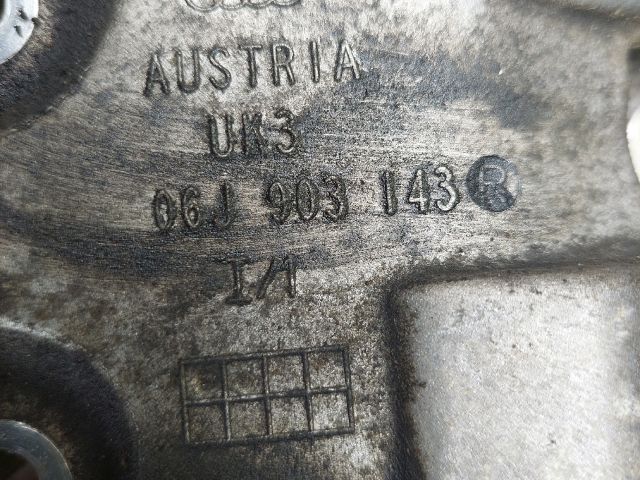 AUSTRIA
UK3
06J 903 143 R
I/1